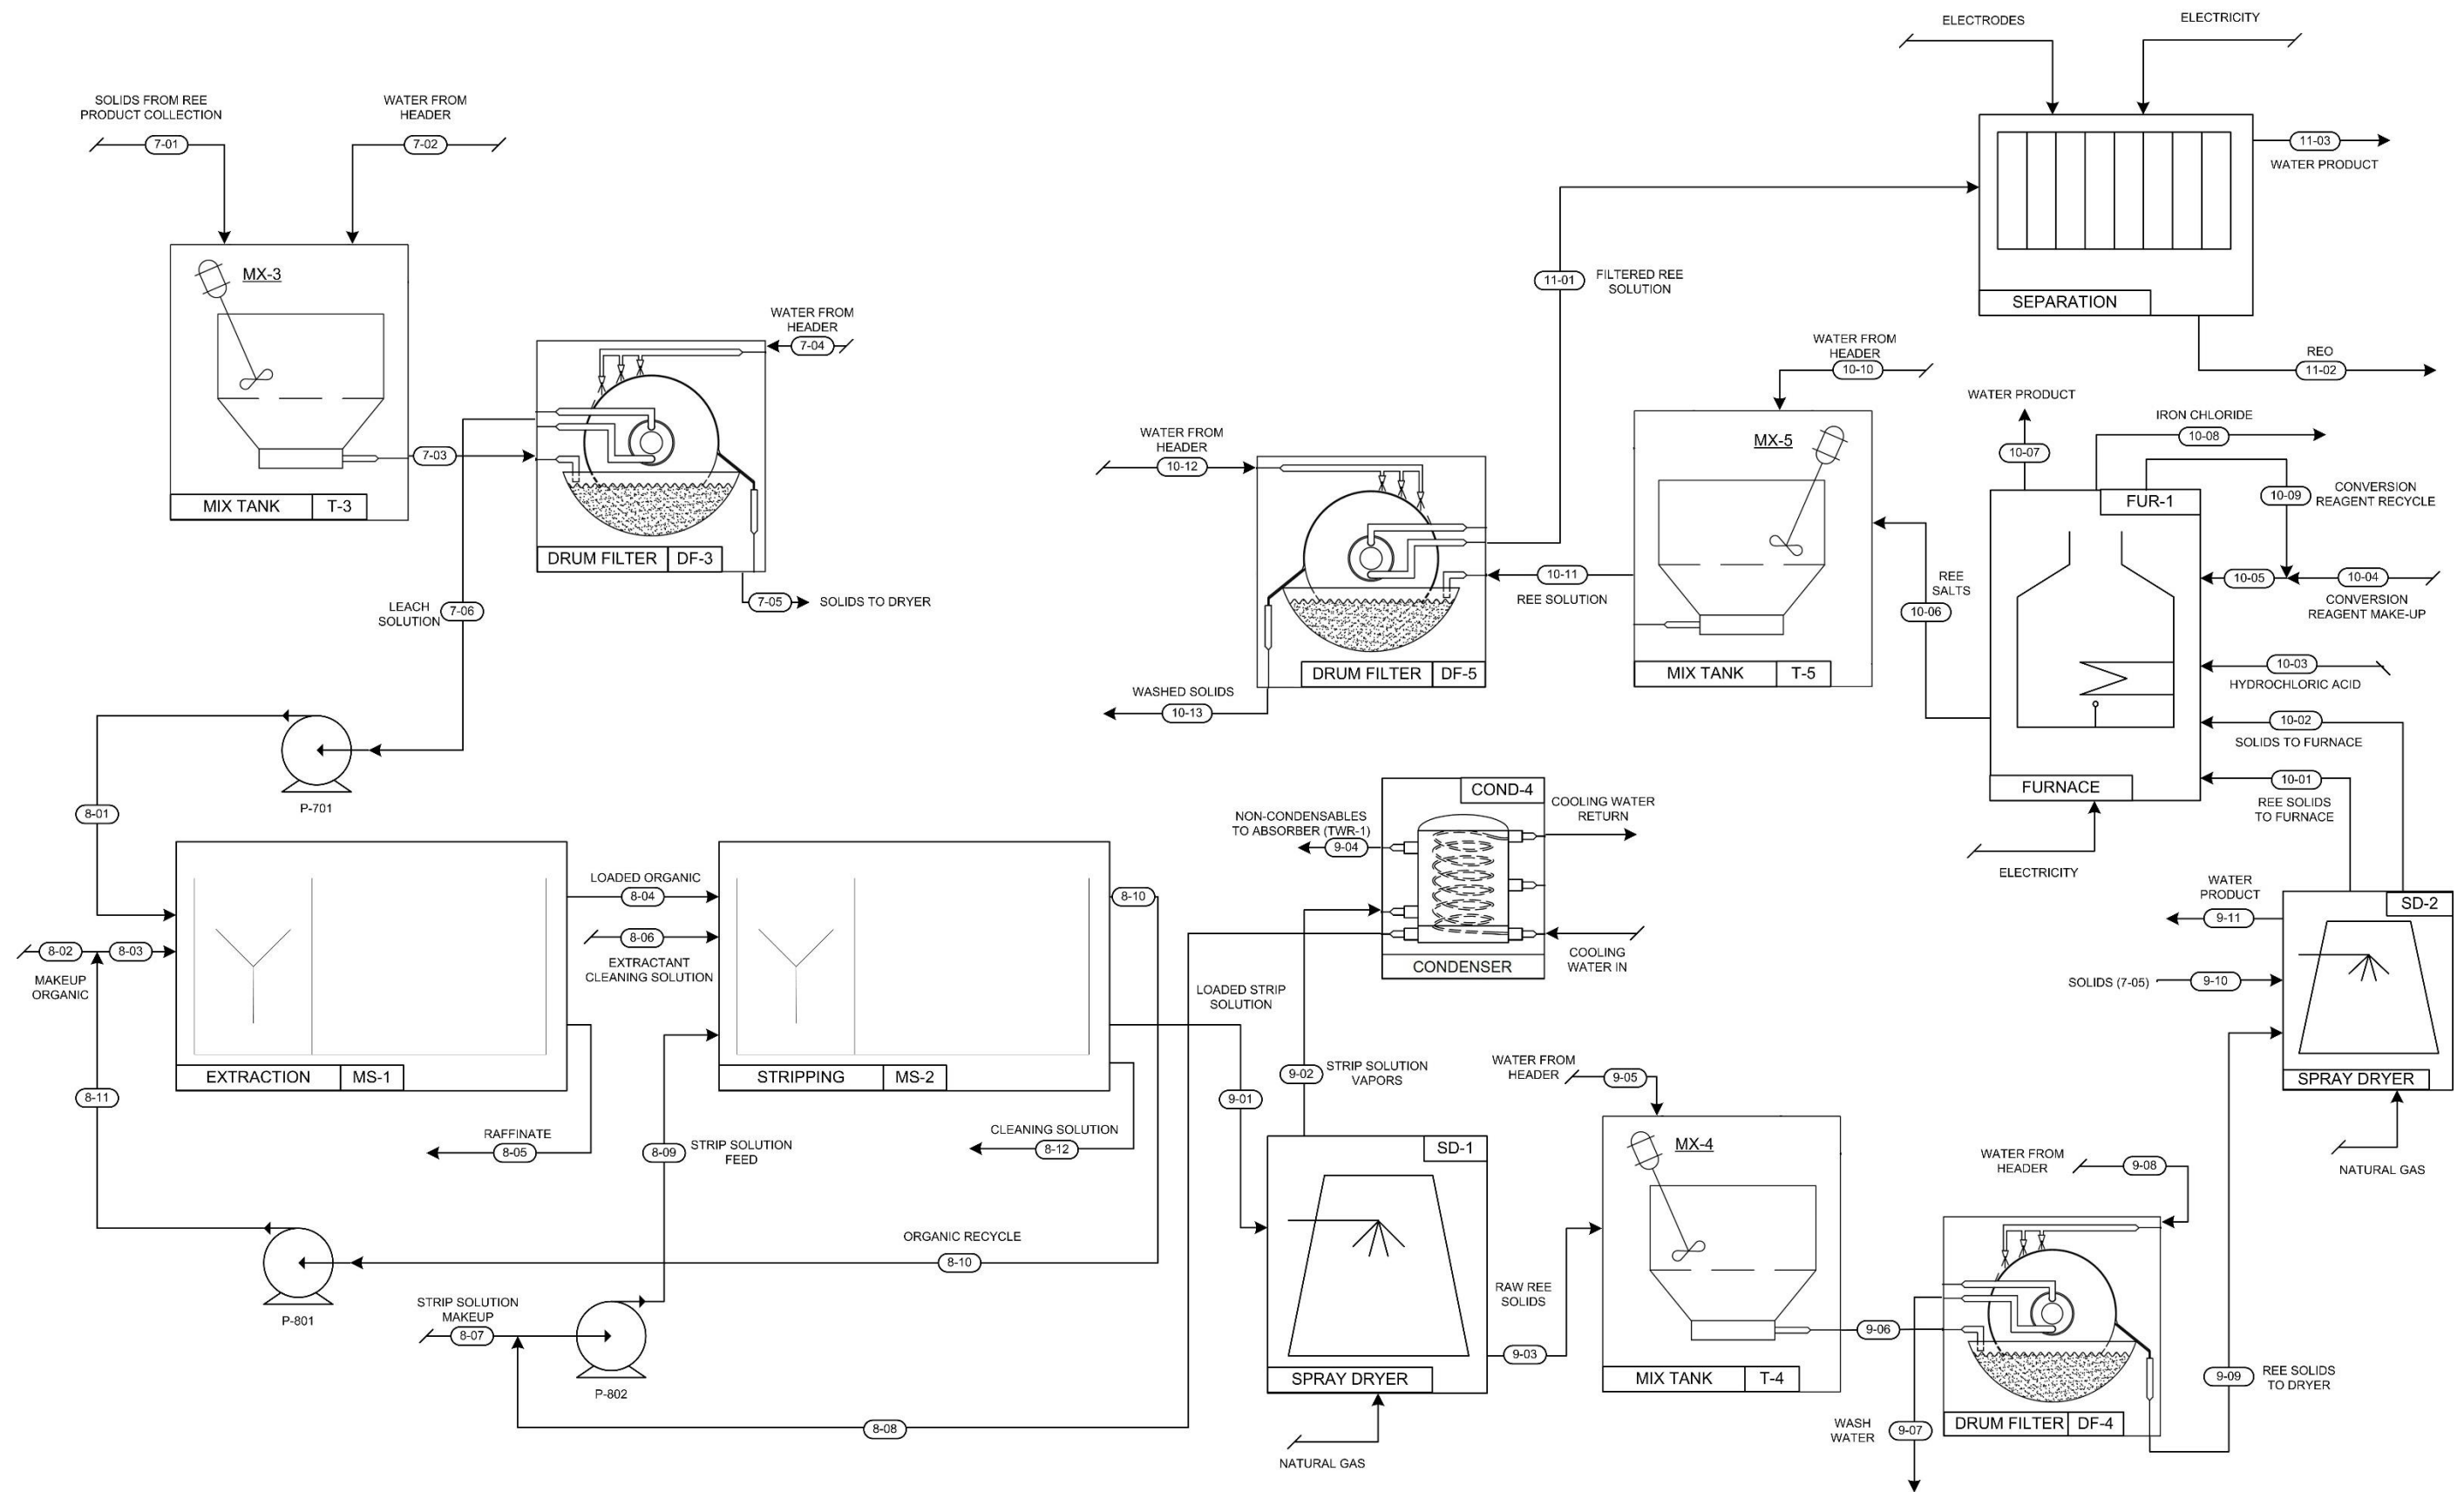 ELECTRODES
ELECTRICITY
SOLIDS FROM REE
PRODUCT COLLECTION
7-01
WATER FROM
HEADER
7-02
MX-3
MIX TANK
T-3
7-03
WATER FROM
HEADER
7-04
DRUM FILTER
DF-3
7-05
SOLIDS TO DRYER
LEACH
SOLUTION
7-06
P-701
11-03
WATER PRODUCT
SEPARATION
REO
11-02
11-01
FILTERED REE
SOLUTION
WATER FROM
HEADER
10-10
MX-5
MIX TANK
T-5
WATER FROM
HEADER
10-12
DRUM FILTER
DF-5
10-11
REE SOLUTION
WASHED SOLIDS
10-13
WATER PRODUCT
10-07
IRON CHLORIDE
10-08
10-09
CONVERSION
REAGENT RECYCLE
FUR-1
10-05
10-04
CONVERSION
REAGENT MAKE-UP
REE
SALTS
10-06
10-03
HYDROCHLORIC ACID
10-02
SOLIDS TO FURNACE
10-01
REE SOLIDS
TO FURNACE
FURNACE
ELECTRICITY
8-01
8-02
8-03
MAKEUP
ORGANIC
EXTRACTION
MS-1
LOADED ORGANIC
8-04
8-06
EXTRACTANT
CLEANING SOLUTION
STRIPPING
MS-2
8-10
RAFFINATE
8-05
8-09
STRIP SOLUTION
FEED
CLEANING SOLUTION
8-12
8-11
P-801
ORGANIC RECYCLE
8-10
STRIP SOLUTION
MAKEUP
8-07
P-802
8-08
COND-4
NON-CONDENSABLES
TO ABSORBER (TWR-1)
9-04
COOLING WATER
RETURN
COOLING
WATER IN
CONDENSER
LOADED STRIP
SOLUTION
9-01
9-02
STRIP SOLUTION
VAPORS
SD-1
SPRAY DRYER
NATURAL GAS
RAW REE
SOLIDS
9-03
WATER FROM
HEADER
9-05
MX-4
MIX TANK
T-4
9-06
WATER FROM
HEADER
9-08
DRUM FILTER
DF-4
WASH
WATER
9-07
9-09
REE SOLIDS
TO DRYER
WATER
PRODUCT
9-11
SOLIDS (7-05)
9-10
SD-2
SPRAY DRYER
NATURAL GAS